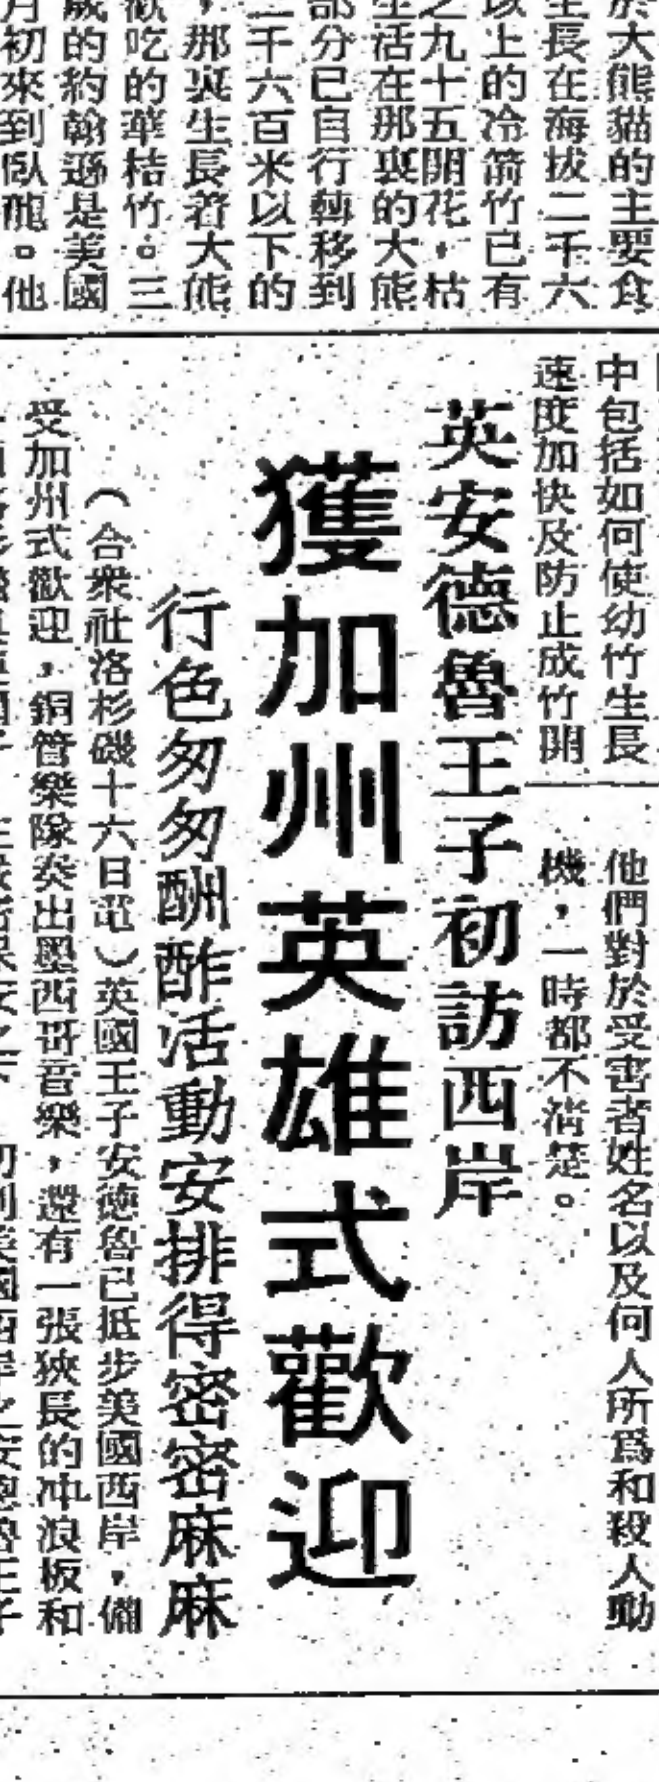 於大熊貓的主要食
生長在海拔二千六
以上的冷箭竹已有
之九十五開花，枯
生活在那裏的大熊
部分已自行轉移到
二千六百米以下的
，那裏生長着大熊
歡吃的華桔竹。三
歲的約翰遜是美國
月初來到臥龍。他
中包括如何使幼竹生長
速度加快及防止成竹開
他們對於受害者姓名以及何人所爲和殺人動
機，一時都不清楚。
英安德魯王子初訪西岸
獲加州英雄式歡迎
行色匆匆酬酢活動安排得密密麻麻
（合衆社洛杉磯十六日電）英國王子安德魯已抵步美國西岸，備
受加州式歡迎，銅管樂隊奏出墨西哥音樂，還有一張狹長的冲浪板和